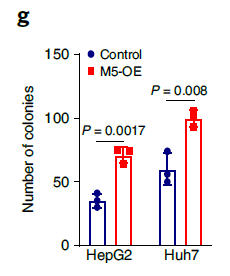 g
150
Control
M5-OE
P = 0.008
100
P = 0.0017
50
0
Number of colonies
HepG2 Huh7